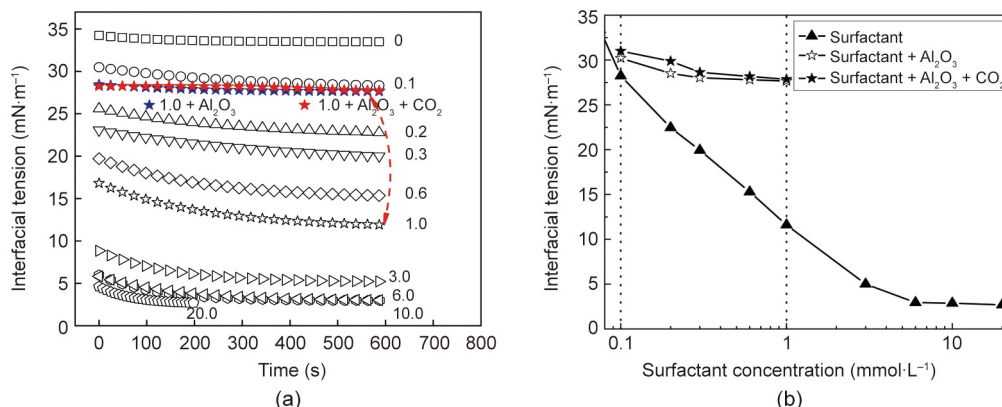 35
30
25
20
15
10
5
0
Interfacial tension (mN·m⁻¹)
0
0.1
1.0 + Al₂O₃
1.0 + Al₂O₃ + CO₂
0.2
0.3
0.6
1.0
3.0
6.0
20.0
10.0
0 100 200 300 400 500 600 700 800
Time (s)
(a)
35
30
25
20
15
10
5
0
Interfacial tension (mN·m⁻¹)
Surfactant
Surfactant + Al₂O₃
Surfactant + Al₂O₃ + CO₂
0.1 1 10
Surfactant concentration (mmol·L⁻¹)
(b)